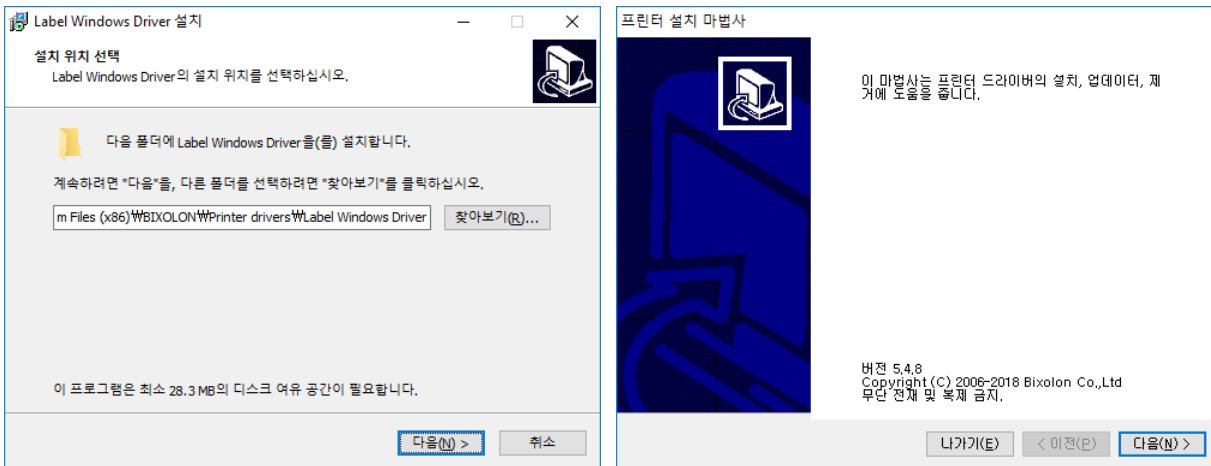 Label Windows Driver 설치
설치 위치 선택
Label Windows Driver의 설치 위치를 선택하십시오.
다음 폴더에 Label Windows Driver을(를) 설치합니다.
계속하려면 "다음"을, 다른 폴더를 선택하려면 "찾아보기"를 클릭하십시오.
m Files (x86)₩BIXOLON₩Printer drivers₩Label Windows Driver
찾아보기(R)...
이 프로그램은 최소 28.3 MB의 디스크 여유 공간이 필요합니다.
다음(N) >
취소
프린터 설치 마법사
이 마법사는 프린터 드라이버의 설치, 업데이터, 제
거에 도움을 줍니다.
버전 5.4.8
Copyright (C) 2006-2018 Bixolon Co.,Ltd
무단 전재 및 복제 금지.
나가기(E)
< 이전(P)
다음(N) >